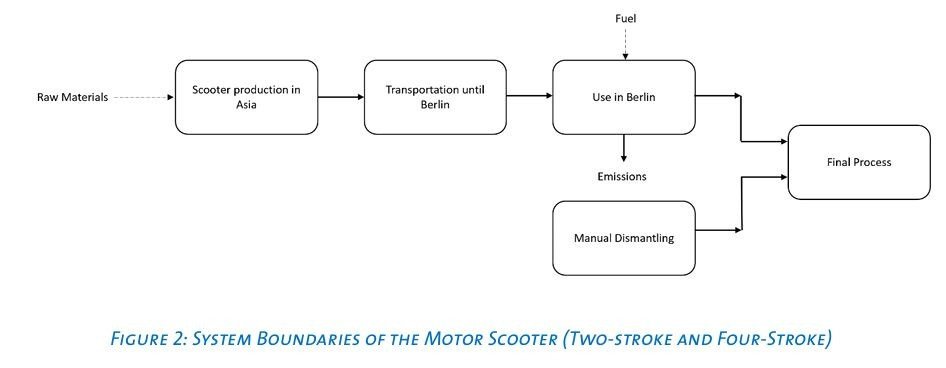 Fuel
Raw Materials
Scooter production in
Asia
Transportation until
Berlin
Use in Berlin
Emissions
Final Process
Manual Dismantling
Figure 2: System Boundaries of the Motor Scooter (Two-stroke and Four-Stroke)